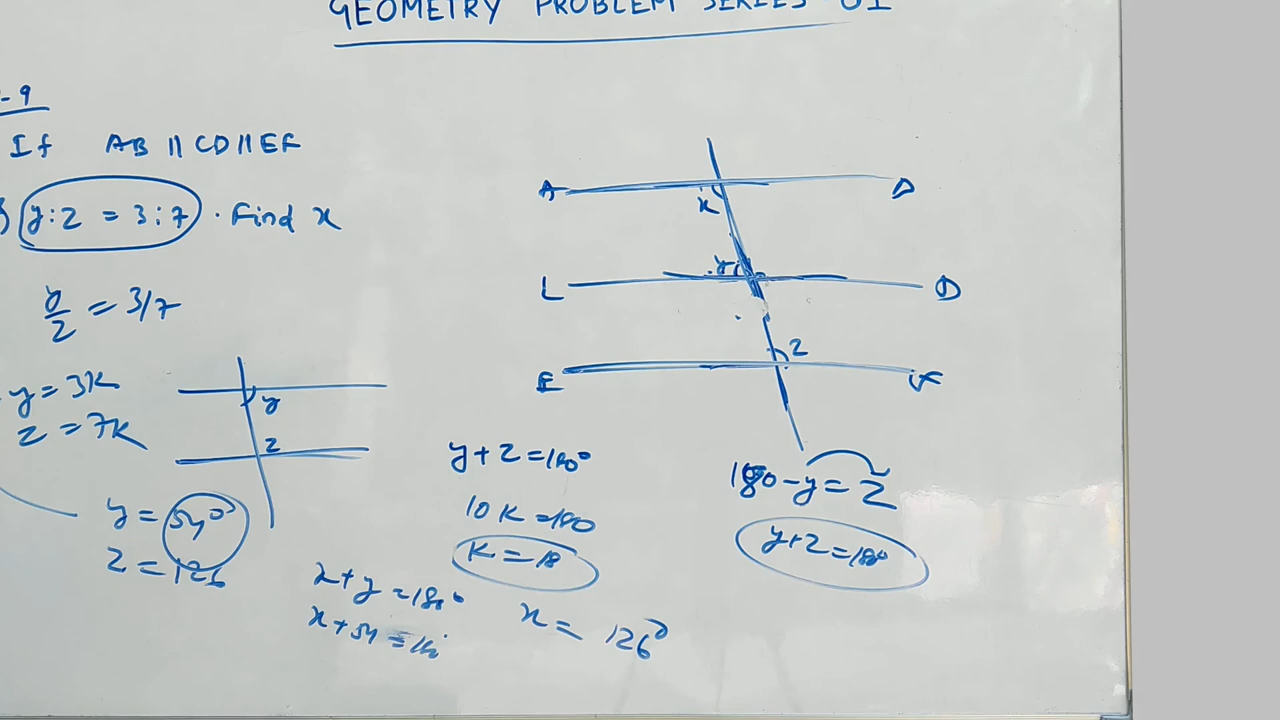 GEOMETRY PROBLEM SERIES 01
-9
If AB || CD || EF
y:z = 3:7 . Find x
y/z = 3/7
y = 3K
z = 7K
y
z
y = 54°
z = 126
x + y = 180°
x + 54 =
y + z = 180°
10K = 180
K = 18
x = 126°
A
x
y
D
z
E
F
180 - y = z
y + z = 180°